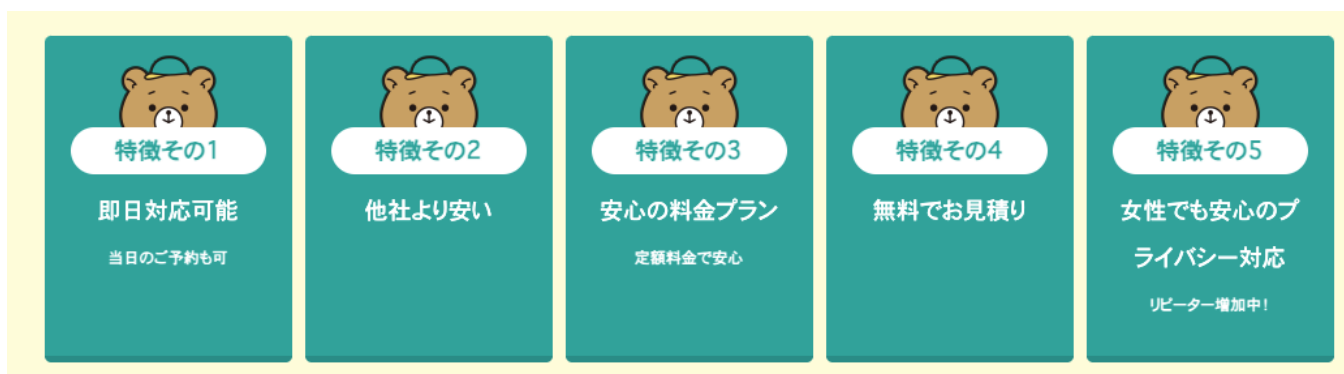 特徴その1
即日対応可能
当日のご予約も可
特徴その2
他社より安い
特徴その3
安心の料金プラン
定額料金で安心
特徴その4
無料でお見積り
特徴その5
女性でも安心のプ
ライバシー対応
リピーター増加中!